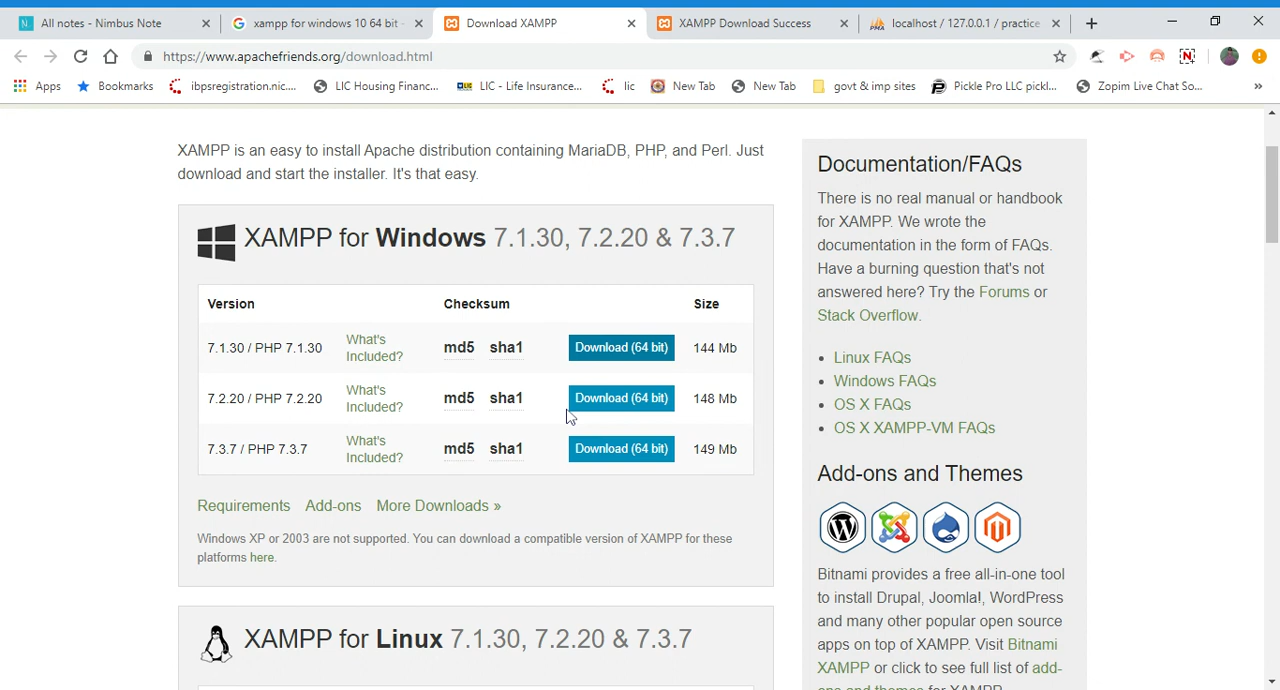 All notes - Nimbus Note
xampp for windows 10 64 bit -
Download XAMPP
XAMPP Download Success
localhost / 127.0.0.1 / practice
https://www.apachefriends.org/download.html
Apps
Bookmarks
ibpsregistration.nic....
LIC Housing Financ...
LIC - Life Insurance...
lic
New Tab
New Tab
govt & imp sites
Pickle Pro LLC pickl...
Zopim Live Chat So...
»
XAMPP is an easy to install Apache distribution containing MariaDB, PHP, and Perl. Just
download and start the installer. It's that easy.
XAMPP for Windows 7.1.30, 7.2.20 & 7.3.7
Version Checksum Size
7.1.30 / PHP 7.1.30 What's Included? md5 sha1 Download (64 bit) 144 Mb
7.2.20 / PHP 7.2.20 What's Included? md5 sha1 Download (64 bit) 148 Mb
7.3.7 / PHP 7.3.7 What's Included? md5 sha1 Download (64 bit) 149 Mb
Requirements Add-ons More Downloads »
Windows XP or 2003 are not supported. You can download a compatible version of XAMPP for these
platforms here.
XAMPP for Linux 7.1.30, 7.2.20 & 7.3.7
Documentation/FAQs
There is no real manual or handbook
for XAMPP. We wrote the
documentation in the form of FAQs.
Have a burning question that's not
answered here? Try the Forums or
Stack Overflow.
• Linux FAQs
• Windows FAQs
• OS X FAQs
• OS X XAMPP-VM FAQs
Add-ons and Themes
Bitnami provides a free all-in-one tool
to install Drupal, Joomla!, WordPress
and many other popular open source
apps on top of XAMPP. Visit Bitnami
XAMPP or click to see full list of add-
ons and themes for XAMPP.